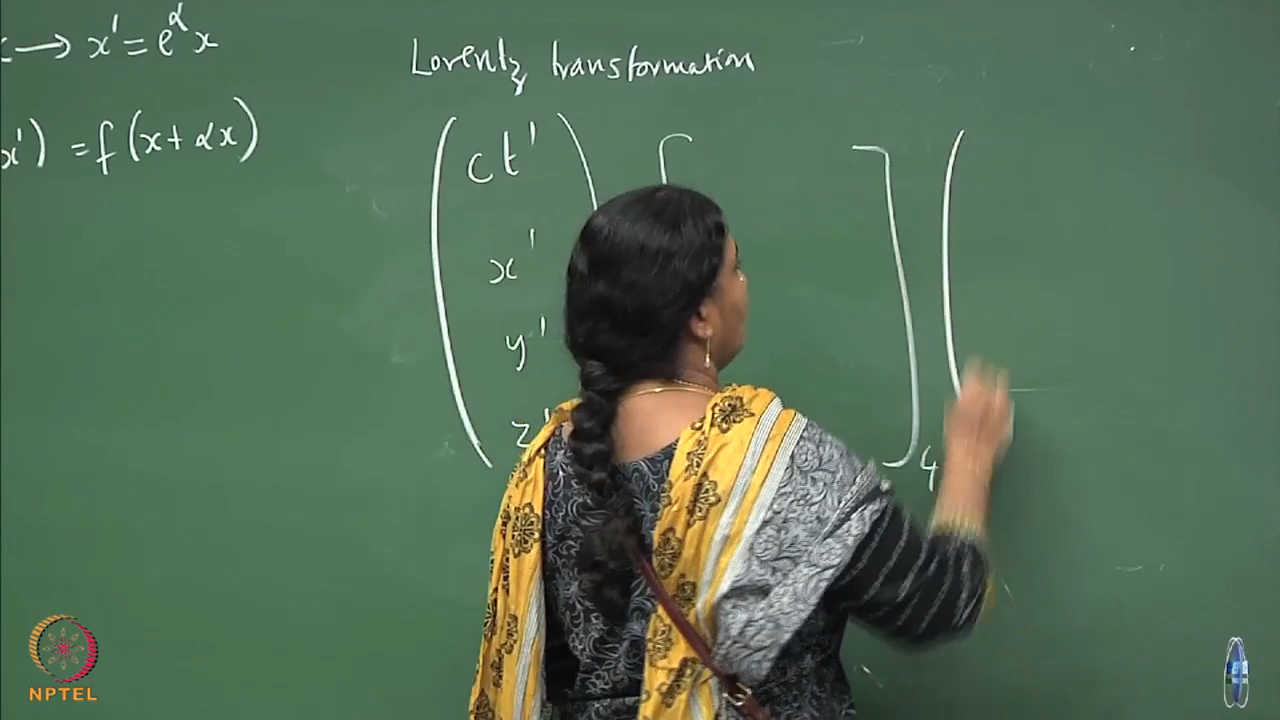 x → x' = e^α x
Lorentz transformation
x') = f(x + αx)
ct'
x'
y'
z'
4
NPTEL